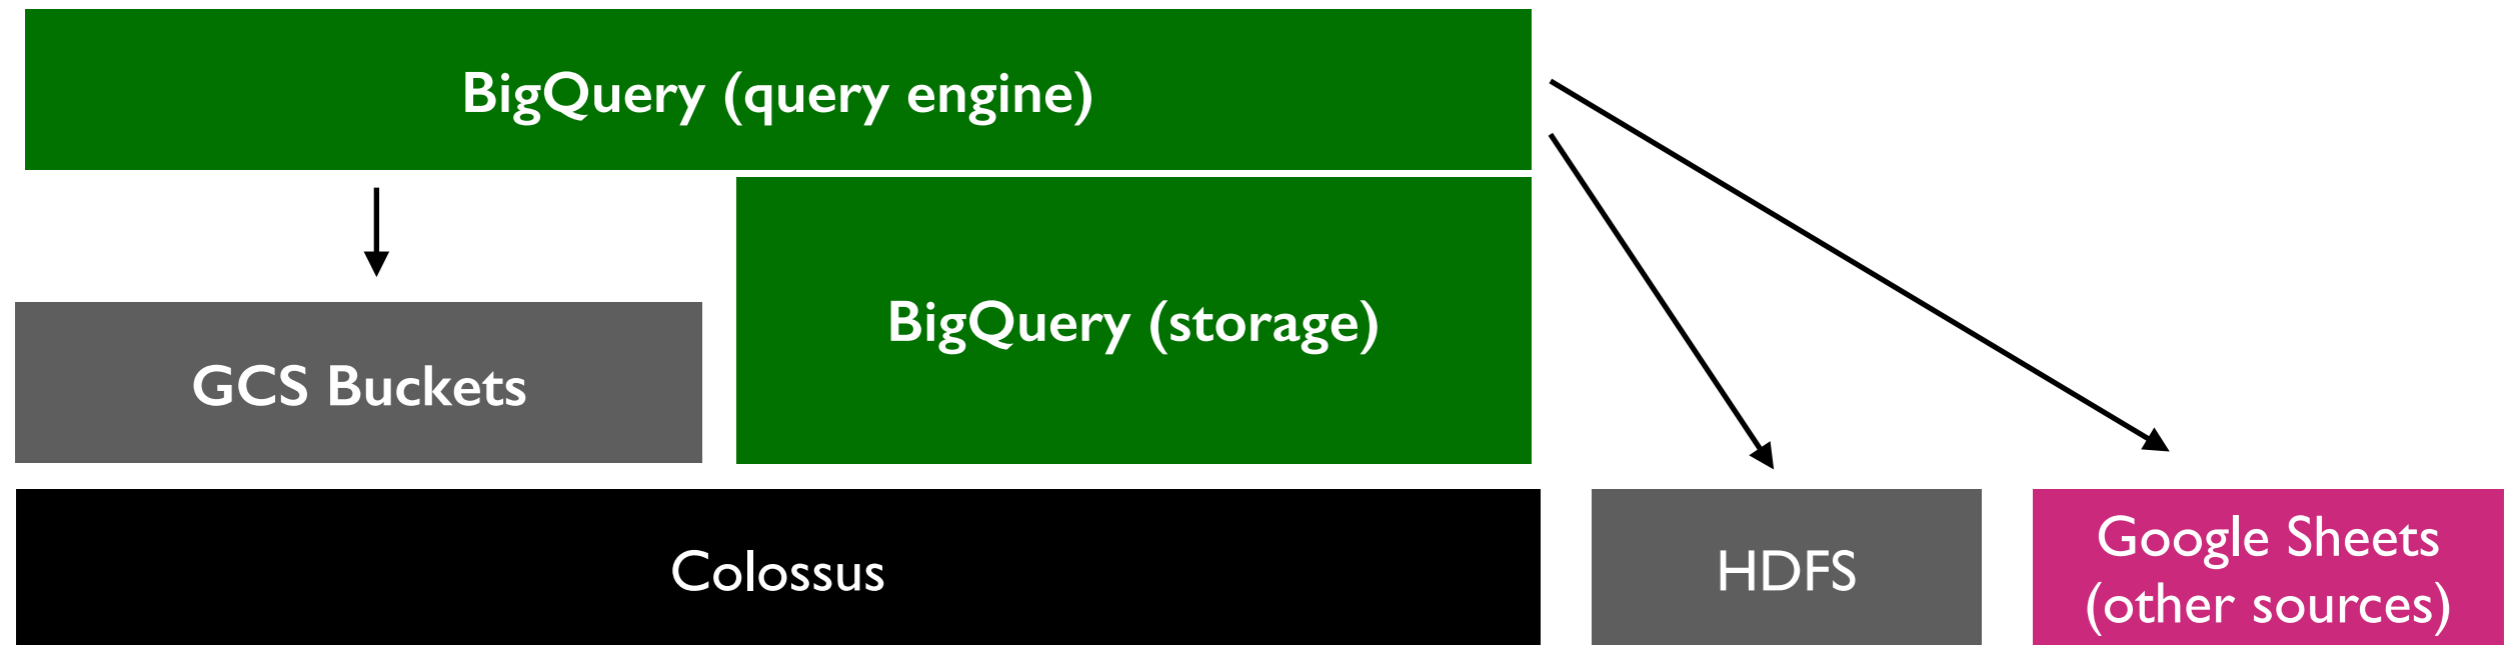 BigQuery (query engine)
BigQuery (storage)
GCS Buckets
Colossus
HDFS
Google Sheets
(other sources)